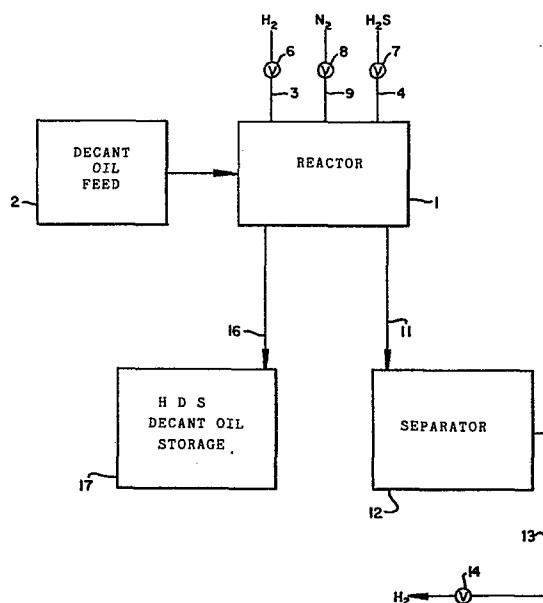 H2 N2 H2S
V 6 V 8 V 7
3 9 4
DECANT
OIL
FEED
2
REACTOR
1
16 11
H D S
DECANT OIL
STORAGE
17
SEPARATOR
12
13
14
H2 V